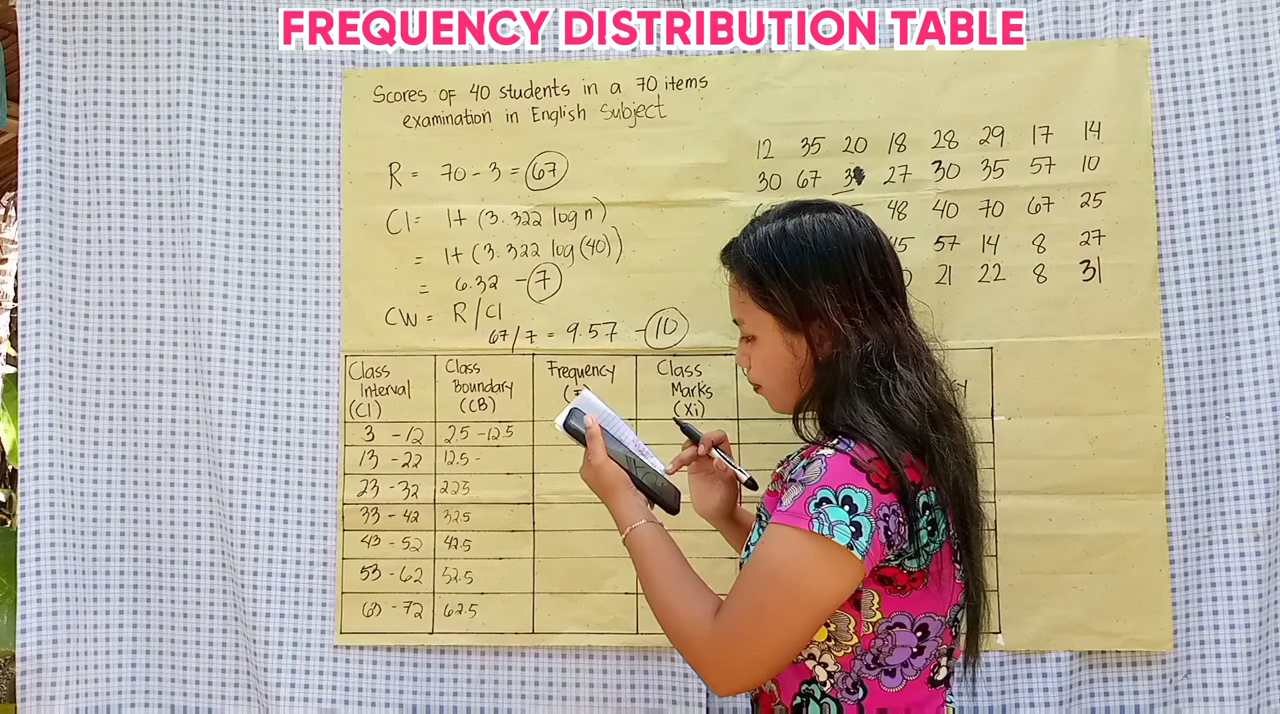 FREQUENCY DISTRIBUTION TABLE
Scores of 40 students in a 70 items
examination in English Subject
R = 70 - 3 = 67
CI = 1+ (3.322 log n)
= 1+ (3.322 log (40))
= 6.32 - 7
CW = R/CI
67/7 = 9.57 - 10
12 35 20 18 28 29 17 14
30 67 27 30 35 57 10
48 40 70 67 25
57 14 8 27
21 22 8 31
Class Interval (CI) Class Boundary (CB) Frequency Class Marks (Xi)
3 - 12 2.5 - 12.5
13 - 22 12.5 -
23 - 32 22.5
33 - 42 32.5
43 - 52 42.5
53 - 62 52.5
63 - 72 62.5